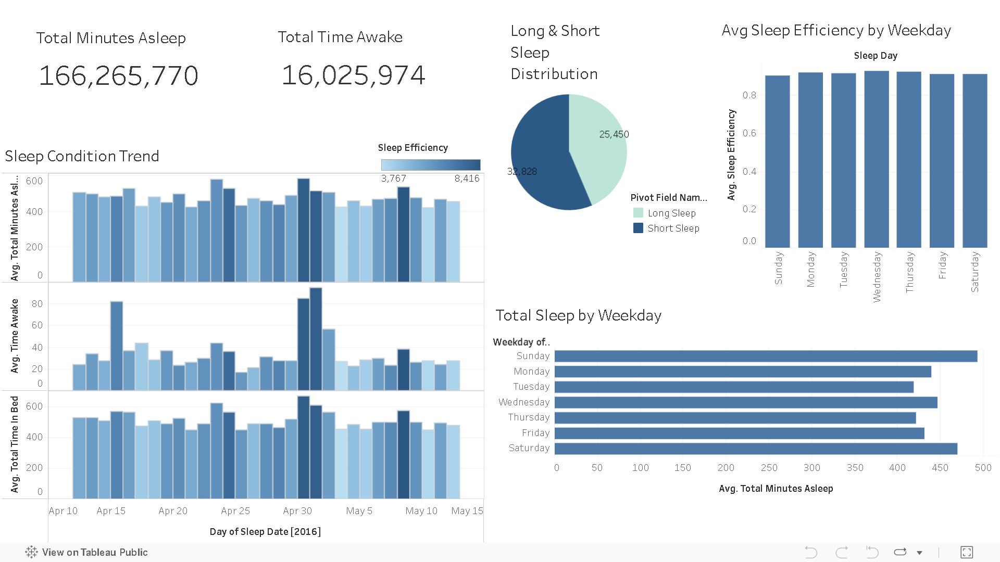 Total Minutes Asleep
166,265,770
Total Time Awake
16,025,974
Long & Short
Sleep
Distribution
25,450
32,828
Pivot Field Nam...
Long Sleep
Short Sleep
Avg Sleep Efficiency by Weekday
Sleep Day
Avg. Sleep Efficiency
0.8
0.6
0.4
0.2
0.0
Sunday
Monday
Tuesday
Wednesday
Thursday
Friday
Saturday
Sleep Condition Trend
Sleep Efficiency
3,767
8,416
Avg. Total Minutes Asl...
600
400
200
0
Avg. Time Awake
80
60
40
20
0
Avg. Total Time In Bed
600
400
200
0
Apr 10
Apr 15
Apr 20
Apr 25
Apr 30
May 5
May 10
May 15
Day of Sleep Date [2016]
Total Sleep by Weekday
Weekday of..
Sunday
Monday
Tuesday
Wednesday
Thursday
Friday
Saturday
0
50
100
150
200
250
300
350
400
450
500
Avg. Total Minutes Asleep
View on Tableau Public